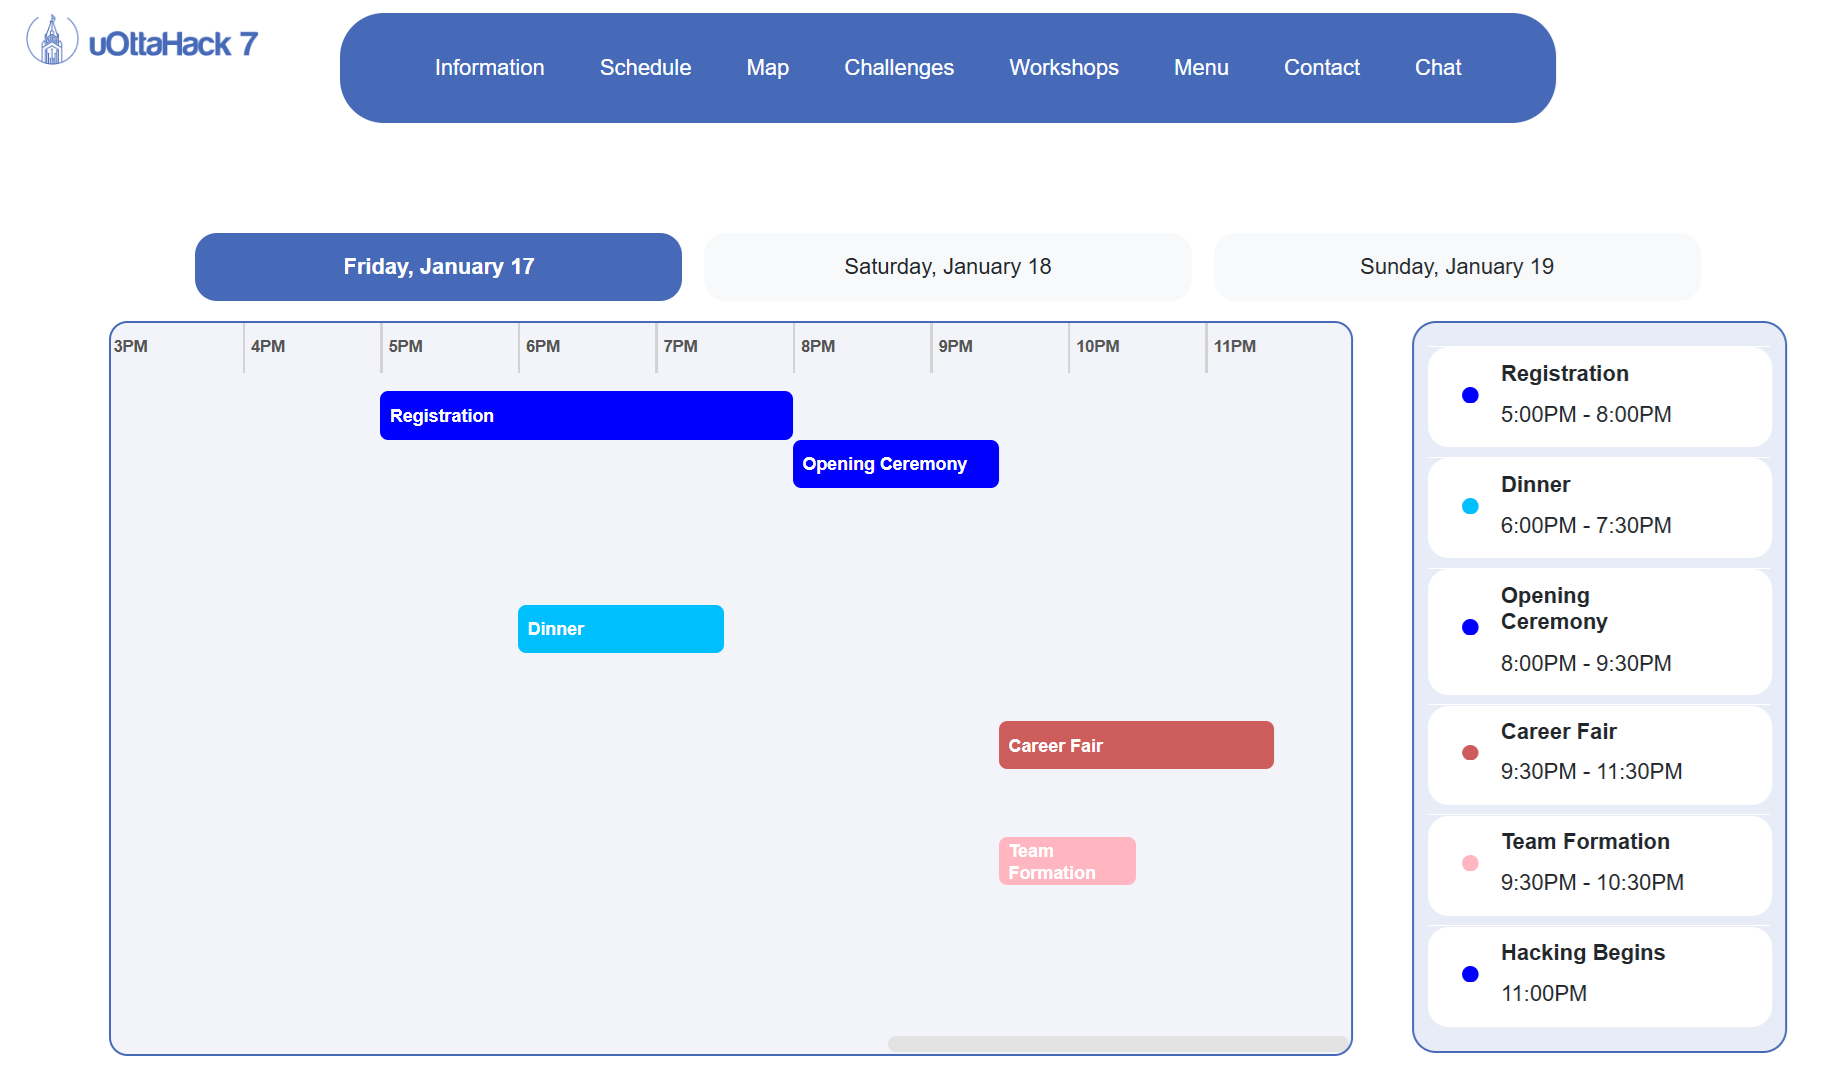 uOttaHack 7
Information Schedule Map Challenges Workshops Menu Contact Chat
Friday, January 17 Saturday, January 18 Sunday, January 19
3PM 4PM 5PM 6PM 7PM 8PM 9PM 10PM 11PM
Registration
Opening Ceremony
Dinner
Career Fair
Team
Formation
Registration
5:00PM - 8:00PM
Dinner
6:00PM - 7:30PM
Opening
Ceremony
8:00PM - 9:30PM
Career Fair
9:30PM - 11:30PM
Team Formation
9:30PM - 10:30PM
Hacking Begins
11:00PM